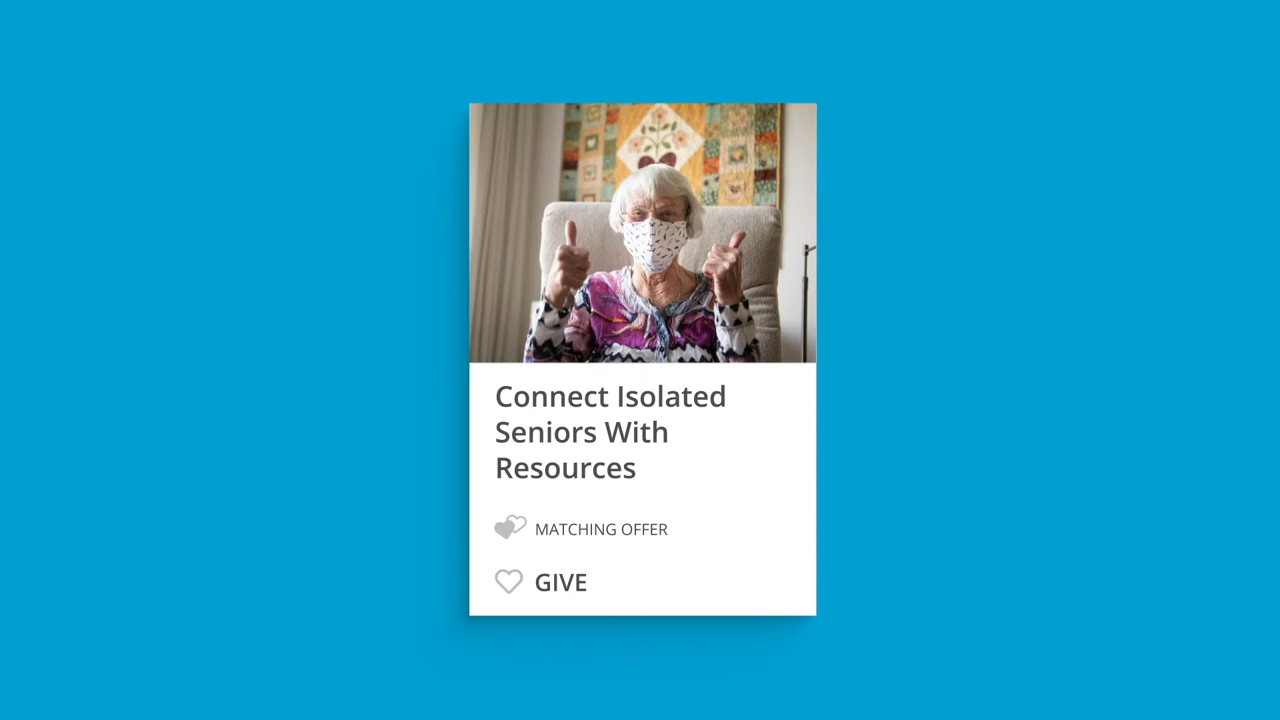 Connect Isolated
Seniors With
Resources
MATCHING OFFER
GIVE